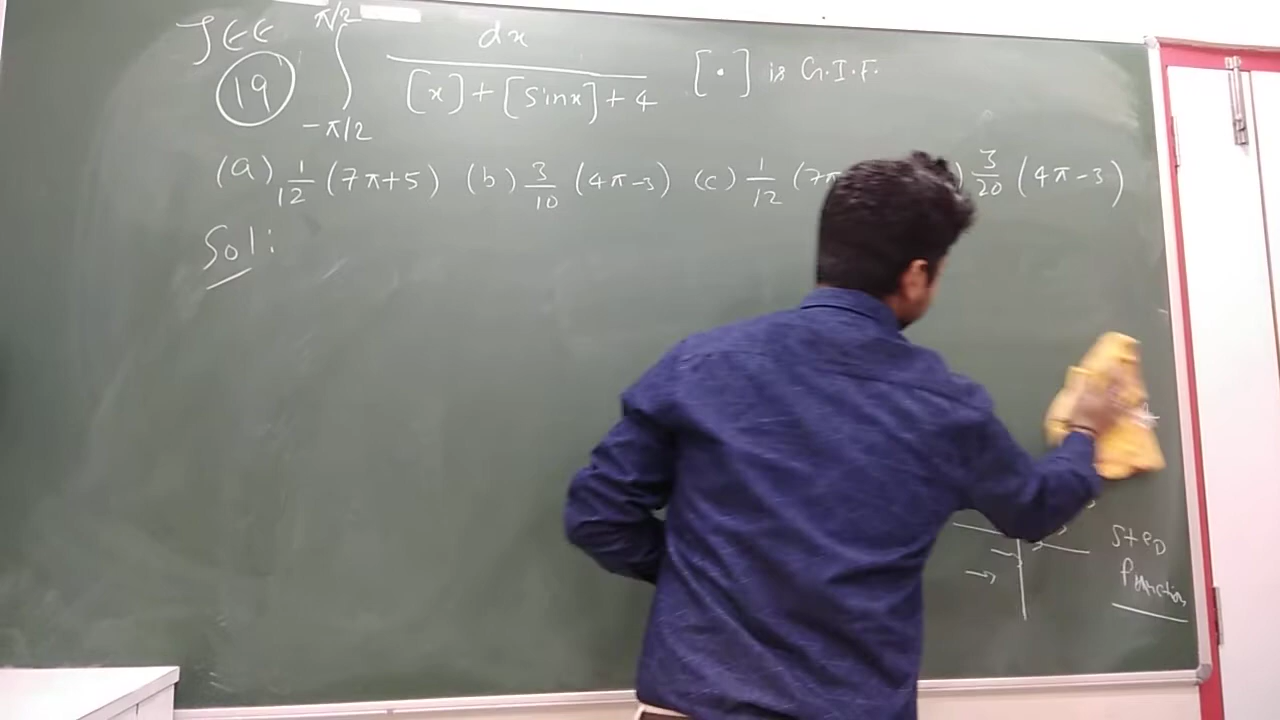 JEE
(19) ∫_{-π/2}^{π/2} dx / ([x]+[sinx]+4) [·] is G.I.F.
(a) 1/12 (7π+5) (b) 3/10 (4π-3) (c) 1/12 (7π ) 3/20 (4π-3)
Sol:
Step
Function